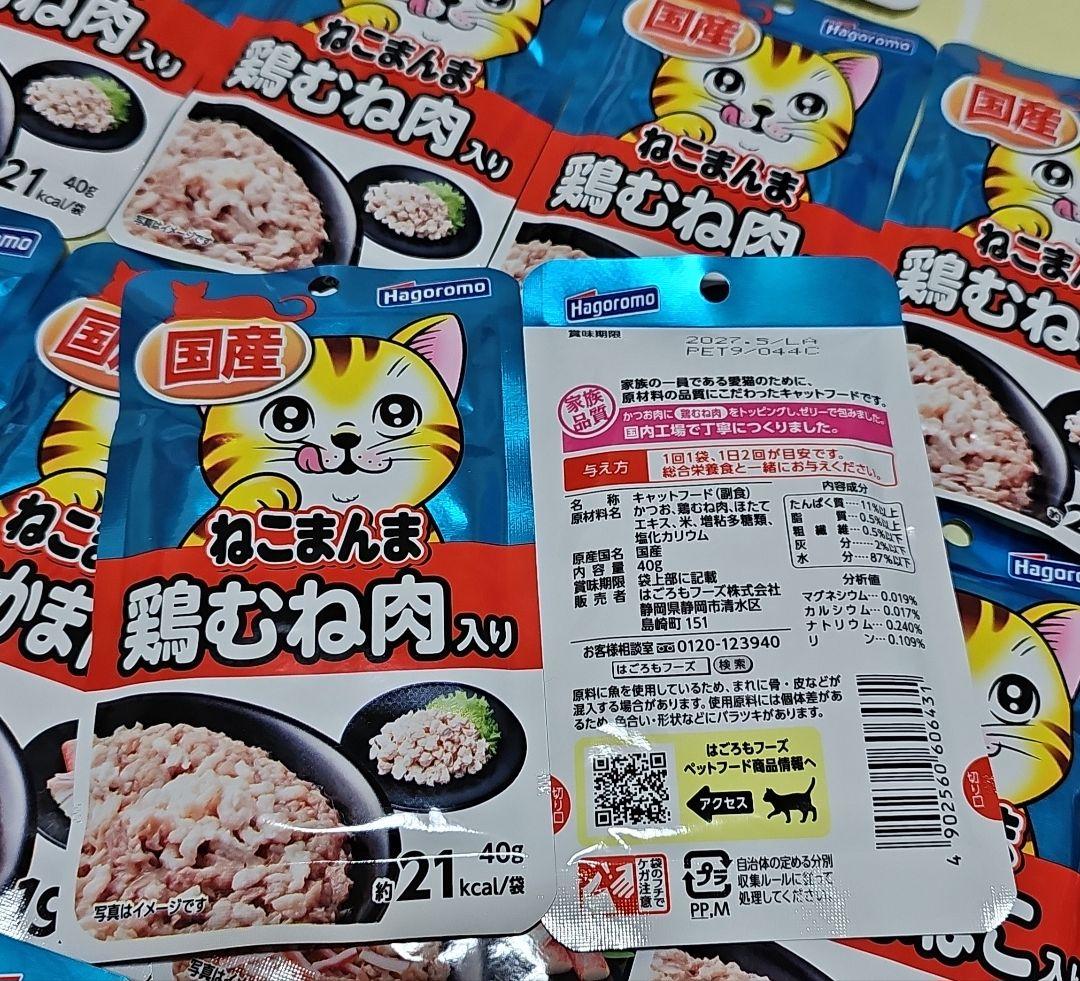 ねこまんま
鶏むね肉入り
40g
21kcal/袋
写真はイメージです
国産
Hagoromo
ねこまんま
鶏むね肉
国産
Hagoromo
国産
ねこまんま
鶏むね肉入り
約21kcal/袋
40g
写真はイメージです
Hagoromo
賞味期限
2027.5/LA
PET9/044C
家族の一員である愛猫のために、
原材料の品質にこだわったキャットフードです。
家族
品質
かつお肉に鶏むね肉をトッピングし、ゼリーで包みました。
国内工場で丁寧につくりました。
与え方
1回1袋、1日2回が目安です。
総合栄養食と一緒にお与えください。
名称 キャットフード(副食)
原材料名 かつお、鶏むね肉、ほたて
エキス、米、増粘多糖類、
塩化カリウム
原産国名 国産
内容量 40g
賞味期限 袋上部に記載
販売者 はごろもフーズ株式会社
静岡県静岡市清水区
島崎町151
内容成分
たんぱく質…11%以上
脂質…0.5%以上
粗繊維…0.5%以下
灰分…2%以下
水分…87%以下
分析値
マグネシウム…0.019%
カルシウム…0.017%
ナトリウム…0.240%
リン…0.109%
お客様相談室 0120-123940
はごろもフーズ 検索
原料に魚を使用しているため、まれに骨・皮などが
混入する場合があります。使用原料には個体差があ
るため、色合い・形状などにバラツキがあります。
はごろもフーズ
ペットフード商品情報へ
アクセス
切り口
4 902560 606431
袋のフチで
ケガ注意
プラ
PP,M
自治体の定める分別
収集ルールに従って
処理してください。
Hagoromo